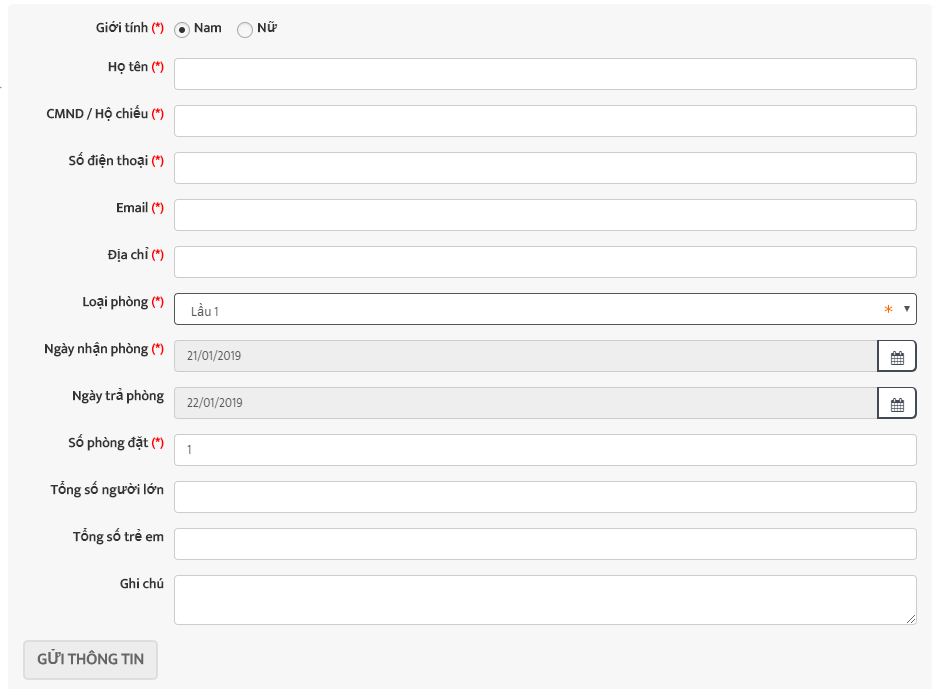 Giới tính (*) Nam Nữ
Họ tên (*)
CMND / Hộ chiếu (*)
Số điện thoại (*)
Email (*)
Địa chỉ (*)
Loại phòng (*) Lầu 1 *
Ngày nhận phòng (*) 21/01/2019
Ngày trả phòng 22/01/2019
Số phòng đặt (*) 1
Tổng số người lớn
Tổng số trẻ em
Ghi chú
GỬI THÔNG TIN